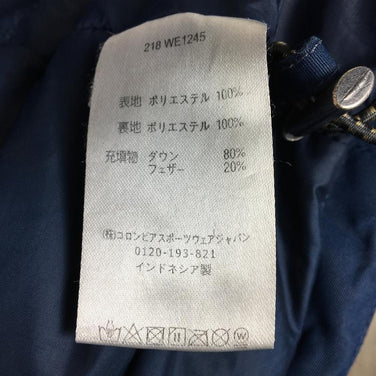 218 WE1245
表地 ポリエステル 100%
裏地 ポリエステル 100%
充填物 ダウン 80%
フェザー 20%
(株)コロンビアスポーツウェアジャパン
0120-193-821
インドネシア製